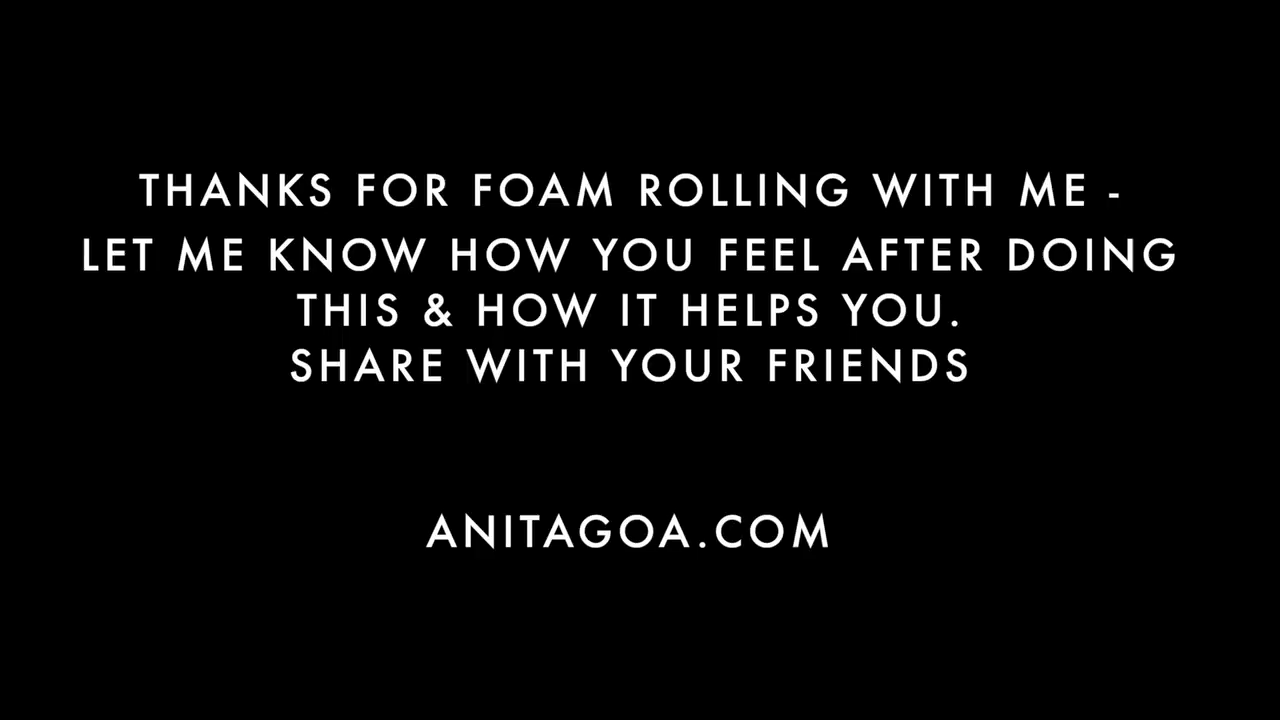 THANKS FOR FOAM ROLLING WITH ME -
LET ME KNOW HOW YOU FEEL AFTER DOING
THIS & HOW IT HELPS YOU.
SHARE WITH YOUR FRIENDS
ANITAGOA.COM